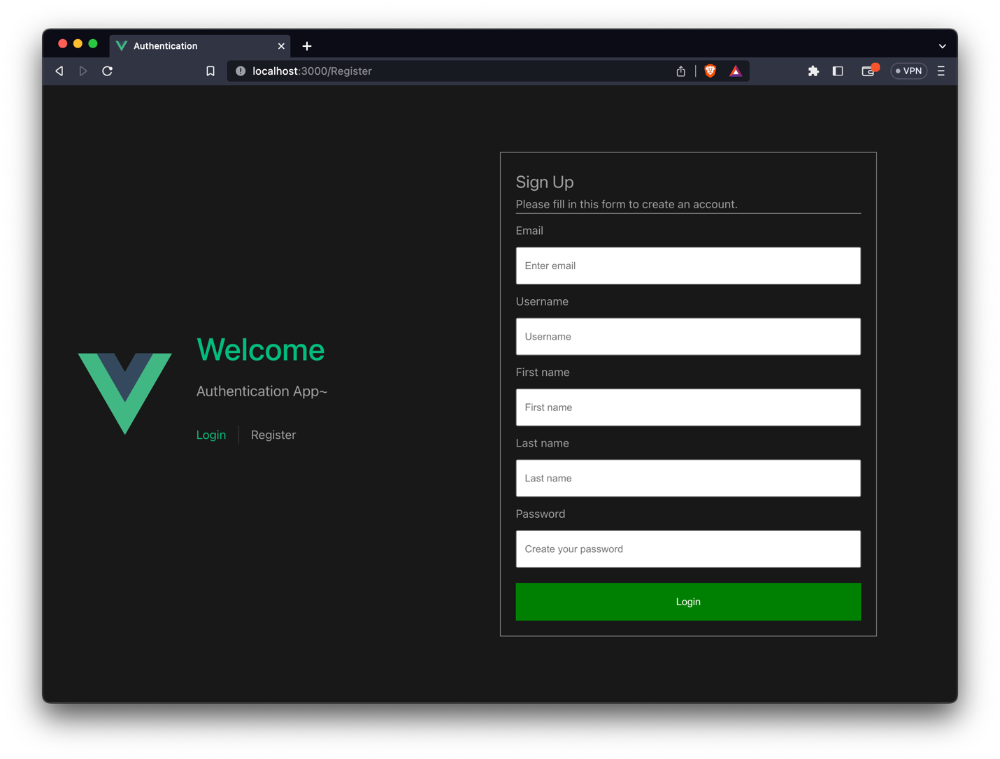 Authentication
localhost:3000/Register
VPN
Welcome
Authentication App~
Login
Register
Sign Up
Please fill in this form to create an account.
Email
Enter email
Username
Username
First name
First name
Last name
Last name
Password
Create your password
Login